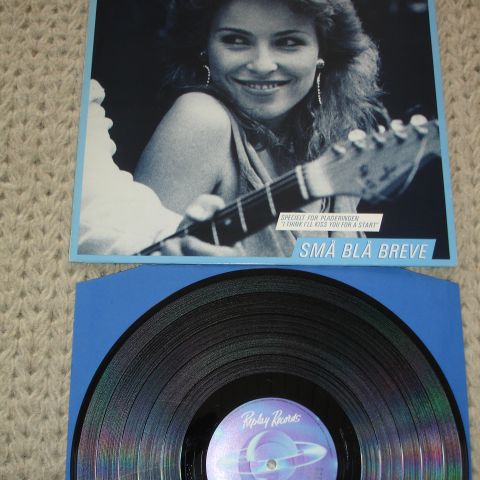 SPECIELT FOR PLADERINGEN
"I THINK I'LL KISS YOU FOR A START"
SMÅ BLÅ BREVE
Replay Records